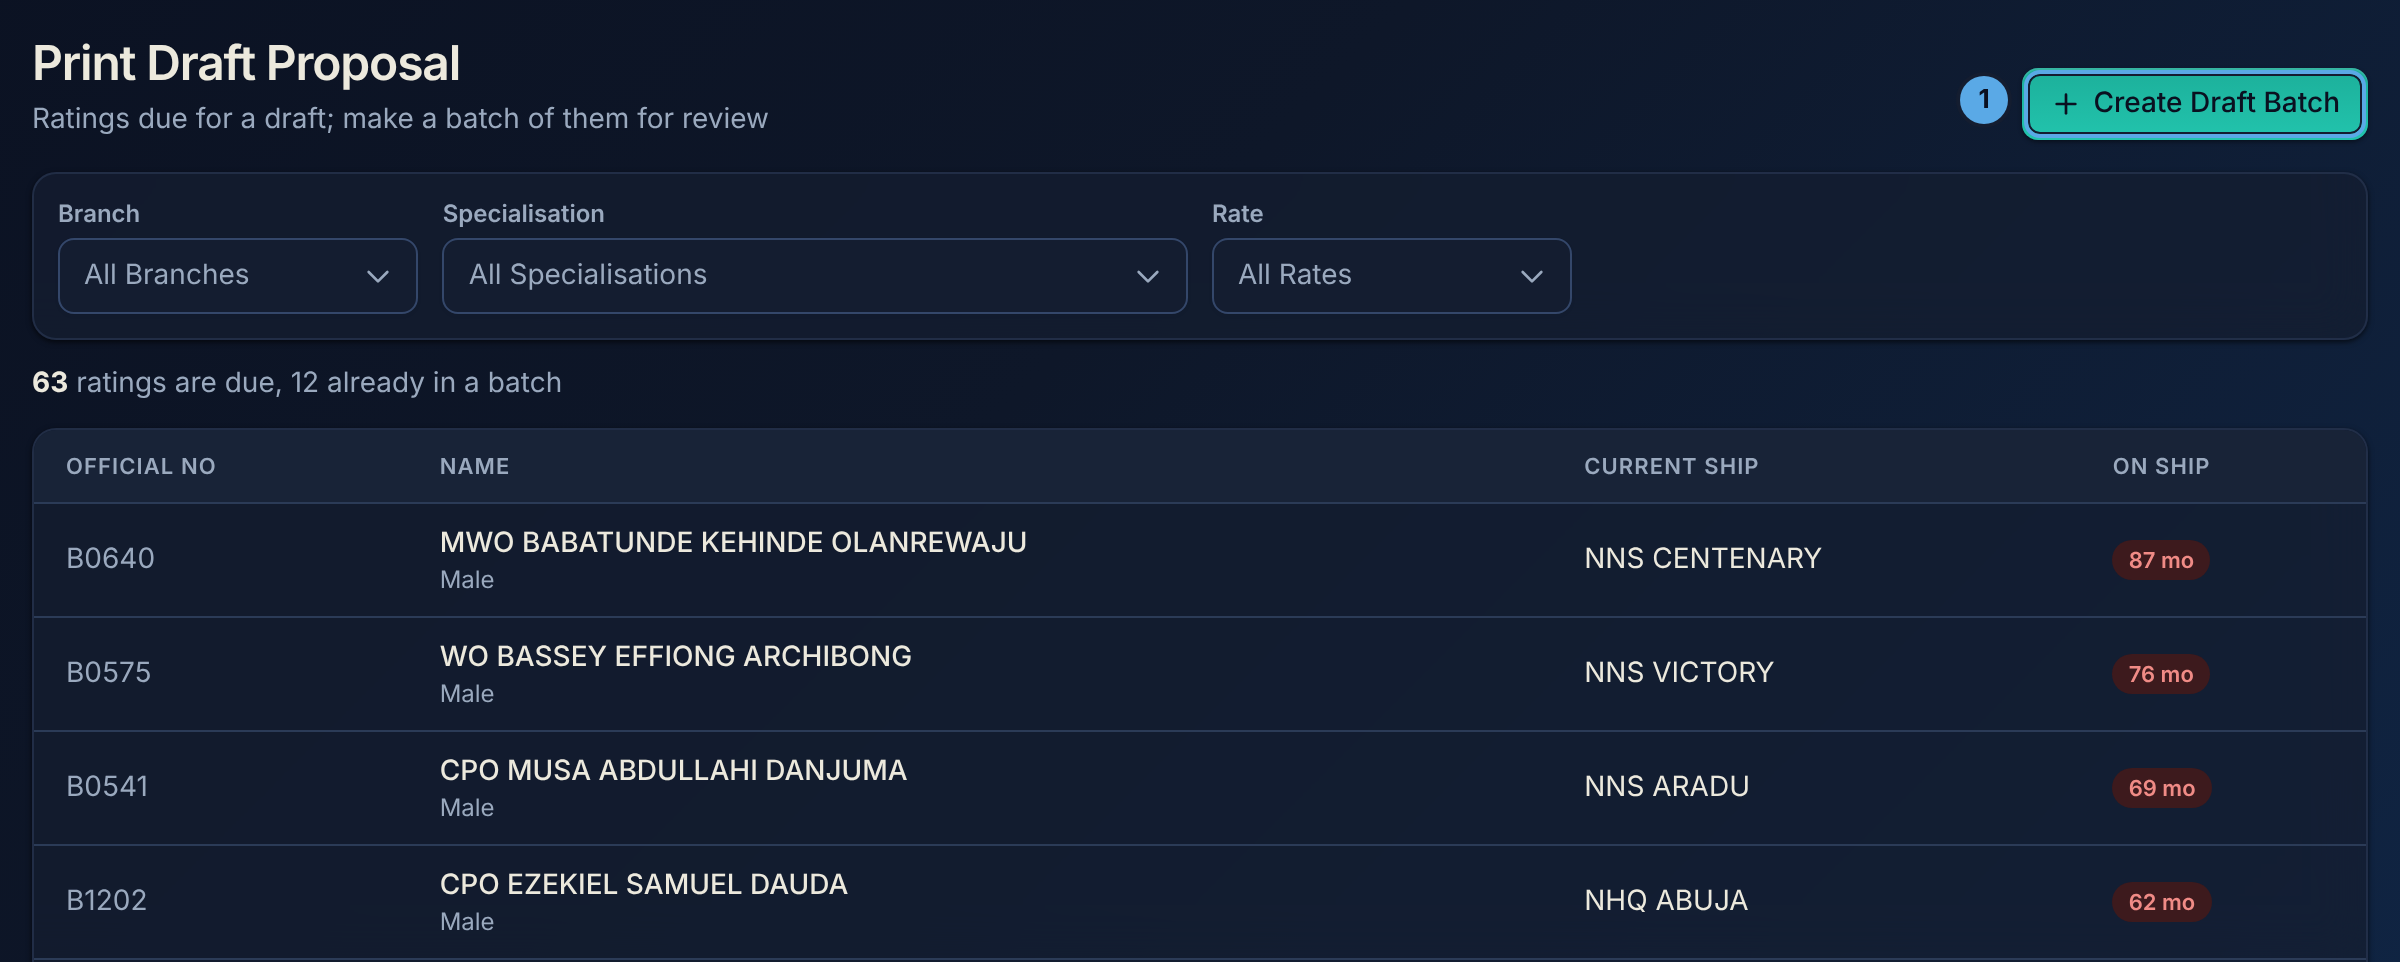 Print Draft Proposal
Ratings due for a draft; make a batch of them for review
1
+ Create Draft Batch
Branch
Specialisation
Rate
All Branches
All Specialisations
All Rates
63 ratings are due, 12 already in a batch
OFFICIAL NO
NAME
CURRENT SHIP
ON SHIP
B0640
MWO BABATUNDE KEHINDE OLANREWAJU
Male
NNS CENTENARY
87 mo
B0575
WO BASSEY EFFIONG ARCHIBONG
Male
NNS VICTORY
76 mo
B0541
CPO MUSA ABDULLAHI DANJUMA
Male
NNS ARADU
69 mo
B1202
CPO EZEKIEL SAMUEL DAUDA
Male
NHQ ABUJA
62 mo